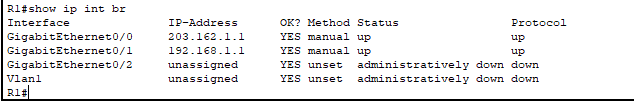 R1#show ip int br
Interface IP-Address OK? Method Status Protocol
GigabitEthernet0/0 203.162.1.1 YES manual up up
GigabitEthernet0/1 192.168.1.1 YES manual up up
GigabitEthernet0/2 unassigned YES unset administratively down down
Vlan1 unassigned YES unset administratively down down
R1#